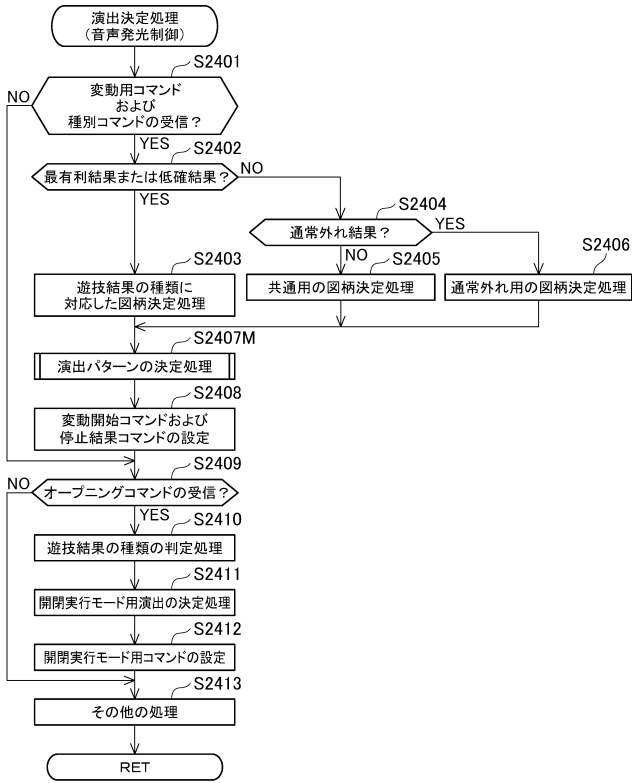 演出決定処理
（音声発光制御）
S2401
変動用コマンド
および
種別コマンドの受信？
NO
YES
S2402
最有利結果または低確結果？
NO
YES
S2404
通常外れ結果？
YES
NO
S2403
遊技結果の種類に
対応した図柄決定処理
S2405
共通用の図柄決定処理
S2406
通常外れ用の図柄決定処理
S2407M
演出パターンの決定処理
S2408
変動開始コマンドおよび
停止結果コマンドの設定
S2409
オープニングコマンドの受信？
NO
YES
S2410
遊技結果の種類の判定処理
S2411
開閉実行モード用演出の決定処理
S2412
開閉実行モード用コマンドの設定
S2413
その他の処理
RET